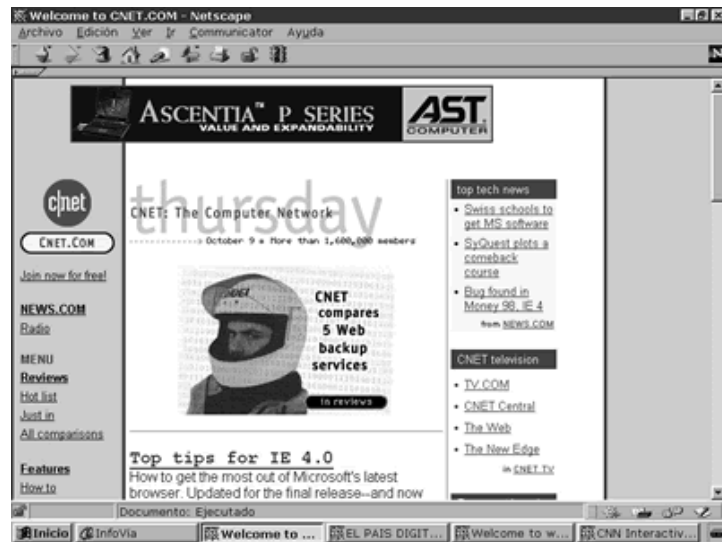 Welcome to CNET.COM - Netscape
Archivo Edición Ver Ir Communicator Ayuda
N
ASCENTIA™ P SERIES
VALUE AND EXPANDABILITY
AST
COMPUTER
c|net
CNET.COM
Join now for free!
NEWS.COM
Radio
MENU
Reviews
Hot list
Just in
All comparisons
Features
How to
thursday
CNET: The Computer Network
October 9 • More than 1,600,000 members
CNET
compares
5 Web
backup
services
in reviews
Top tips for IE 4.0
How to get the most out of Microsoft's latest
browser. Updated for the final release--and now
top tech news
• Swiss schools to
get MS software
• SyQuest plots a
comeback
course
• Bug found in
Money 98, IE 4
from NEWS.COM
CNET television
• TV.COM
• CNET Central
• The Web
• The New Edge
in CNET TV
Documento: Ejecutado
Inicio
InfoVía
Welcome to ...
EL PAIS DIGIT...
Welcome to w...
CNN Interactiv...